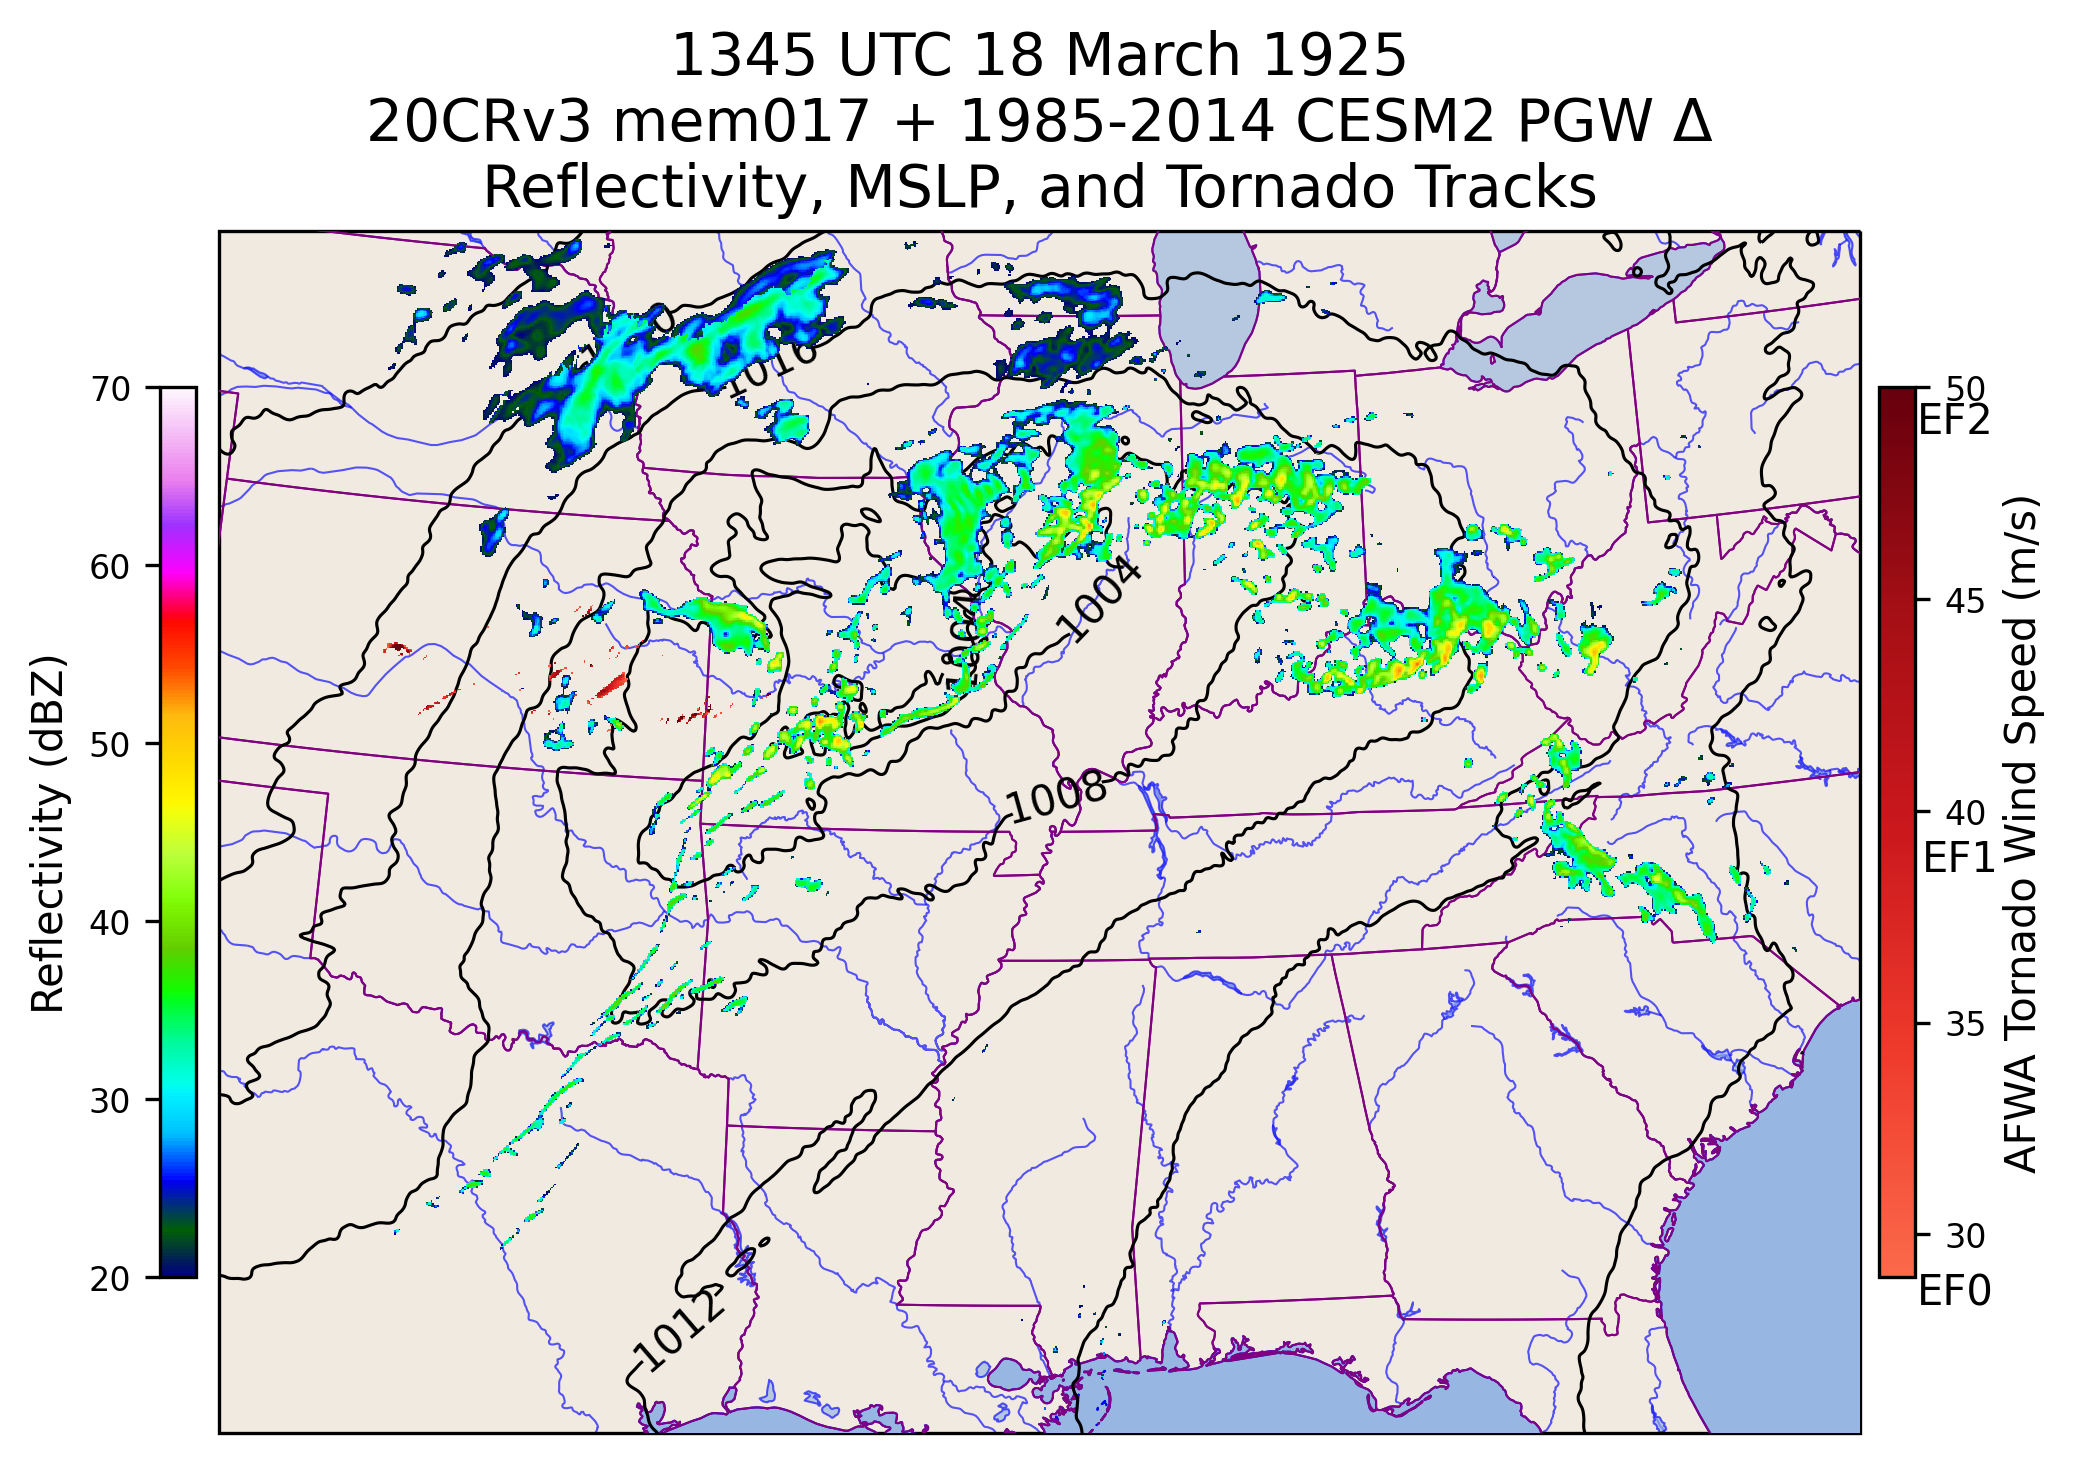 1345 UTC 18 March 1925
20CRv3 mem017 + 1985-2014 CESM2 PGW Δ
Reflectivity, MSLP, and Tornado Tracks
70
60
50
40
30
20
Reflectivity (dBZ)
1016
1004
1004
1008
1012
50
EF2
45
40
EF1
35
30
EF0
AFWA Tornado Wind Speed (m/s)